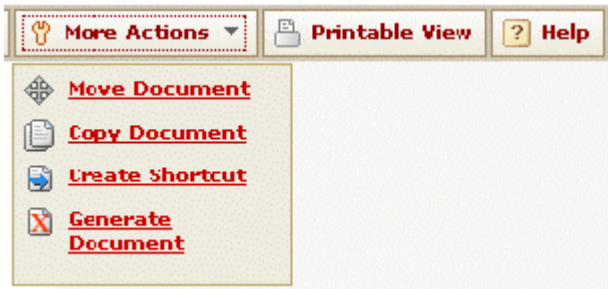 More Actions Printable View ? Help
Move Document
Copy Document
Create Shortcut
Generate
Document